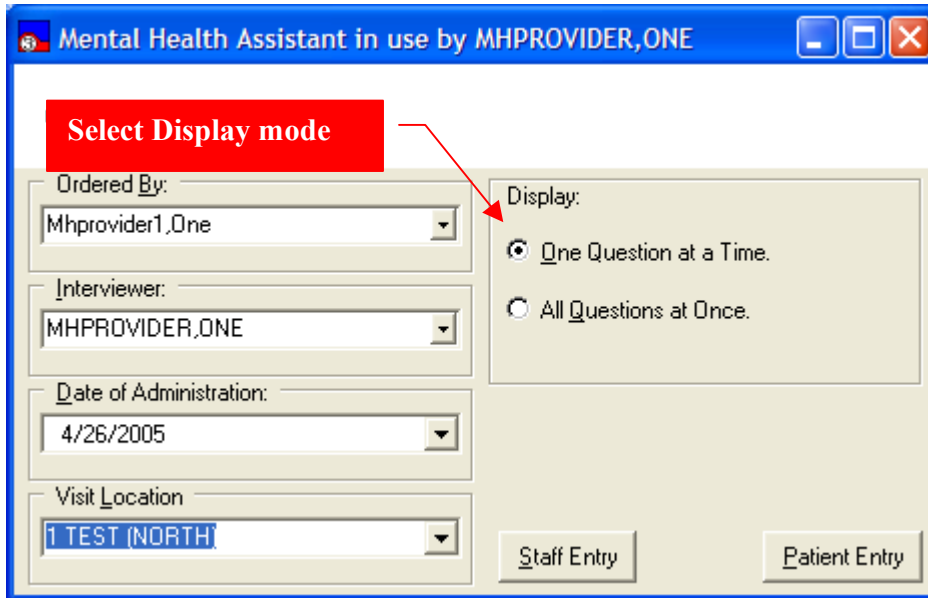 Mental Health Assistant in use by MHPROVIDER,ONE
Select Display mode
Ordered By:
Mhprovider1,One
Interviewer:
MHPROVIDER,ONE
Date of Administration:
4/26/2005
Visit Location
1 TEST (NORTH)
Display:
One Question at a Time.
All Questions at Once.
Staff Entry
Patient Entry